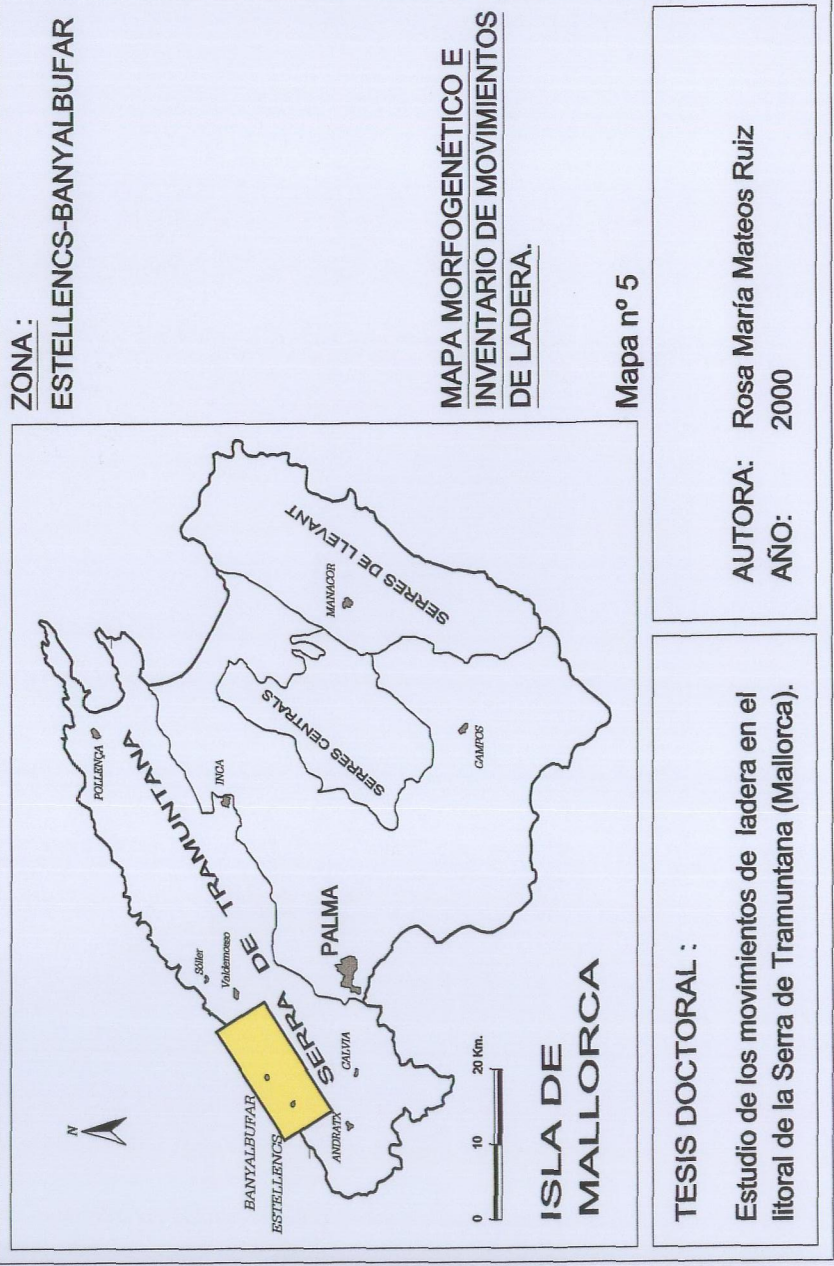 ZONA :
ESTELLENCS-BANYALBUFAR
MAPA MORFOGENÉTICO E
INVENTARIO DE MOVIMIENTOS
DE LADERA.
Mapa nº 5
N
POLLENÇA
Sóller
Valdemosso
SERRA DE TRAMUNTANA
INCA
BANYALBUFAR
ESTELLENCS
ANDRATX
CALVIA
PALMA
SERRES CENTRALS
MANACOR
SERRES DE LLEVANT
CAMPOS
0 10 20 Km.
ISLA DE
MALLORCA
TESIS DOCTORAL :
Estudio de los movimientos de ladera en el
litoral de la Serra de Tramuntana (Mallorca).
AUTORA: Rosa María Mateos Ruiz
AÑO: 2000